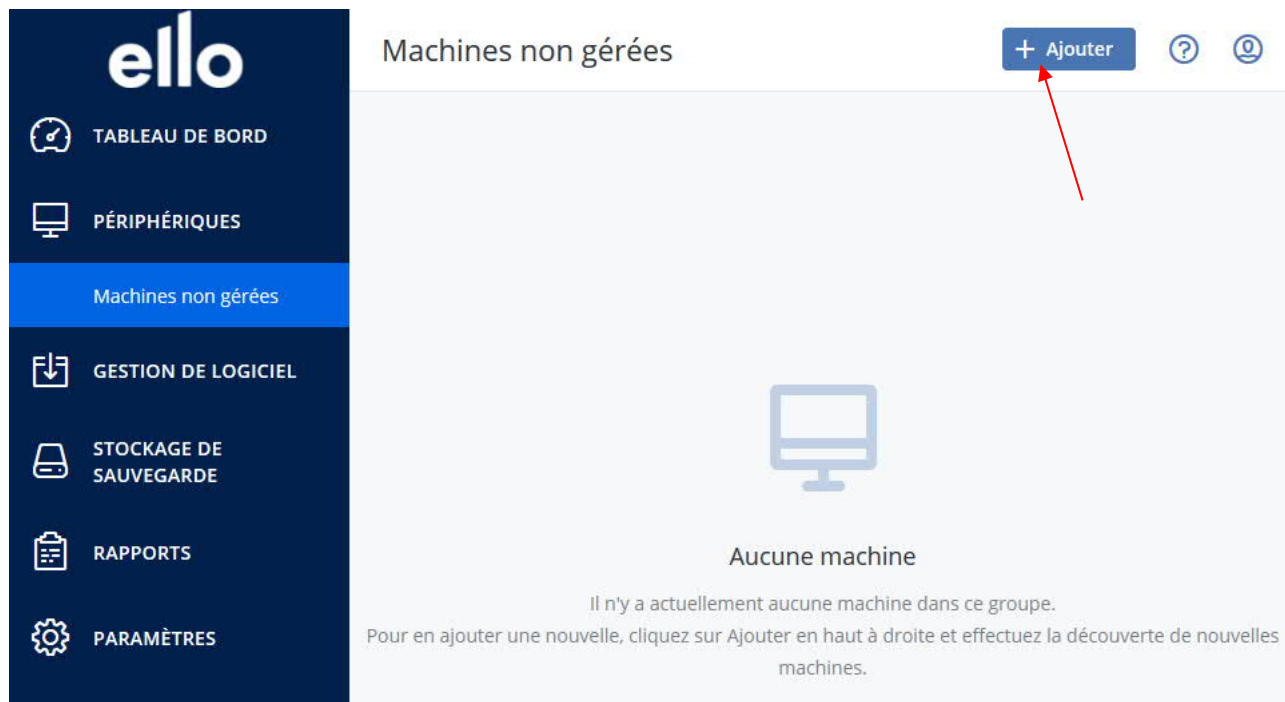 ello
TABLEAU DE BORD
PÉRIPHÉRIQUES
Machines non gérées
GESTION DE LOGICIEL
STOCKAGE DE
SAUVEGARDE
RAPPORTS
PARAMÈTRES
Machines non gérées
+ Ajouter
?
Aucune machine
Il n'y a actuellement aucune machine dans ce groupe.
Pour en ajouter une nouvelle, cliquez sur Ajouter en haut à droite et effectuez la découverte de nouvelles
machines.